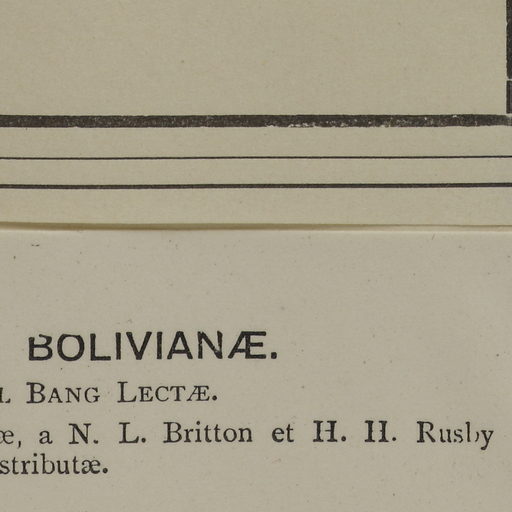 BOLIVIANÆ.
l Bang Lectæ.
æ, a N. L. Britton et H. H. Rusby
stributæ.